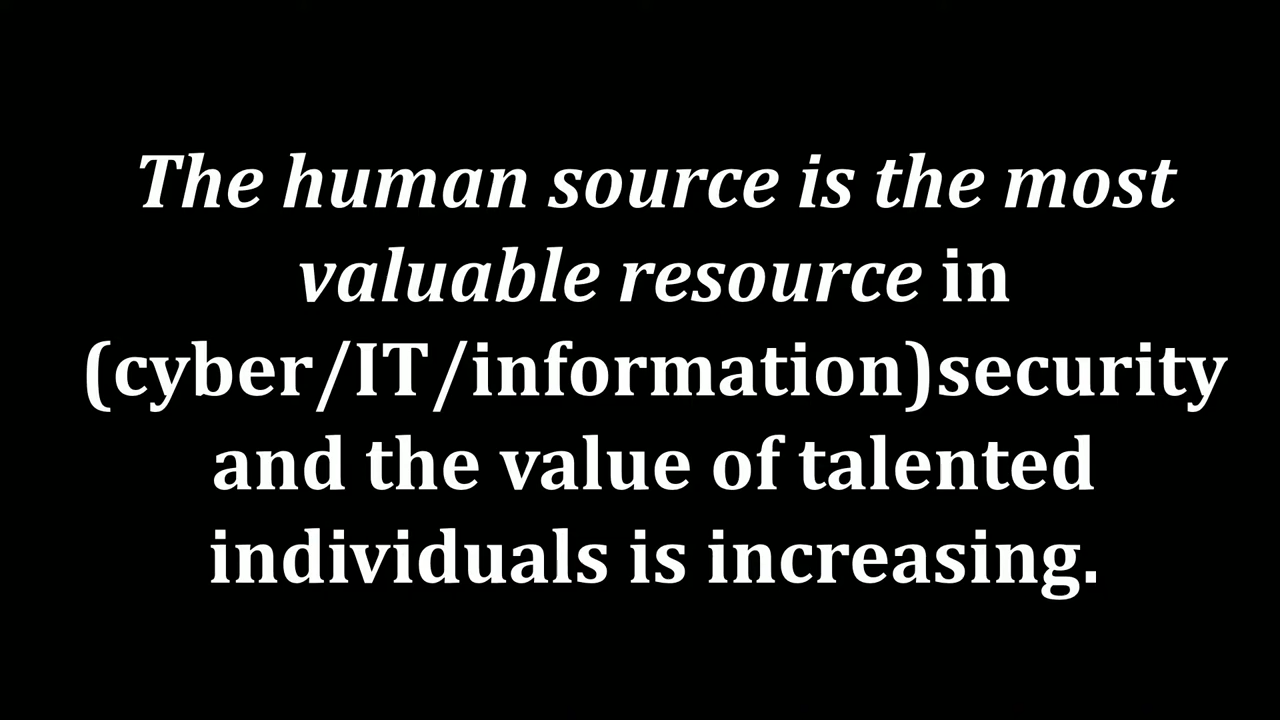 The human source is the most
valuable resource in
(cyber/IT/information)security
and the value of talented
individuals is increasing.